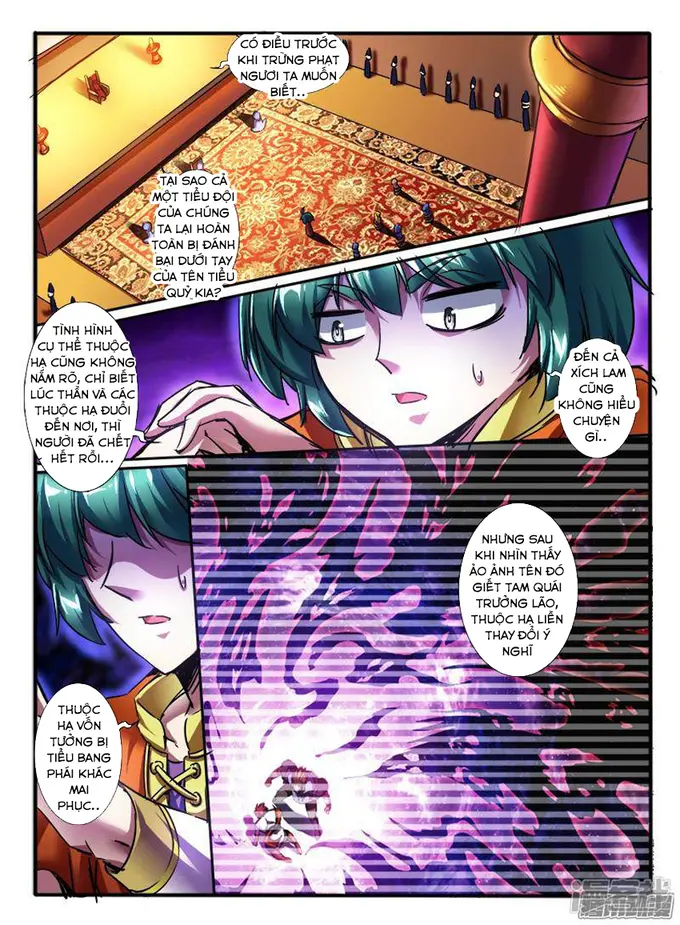 CÓ ĐIỀU TRƯỚC
KHI TRỪNG PHẠT
NGƯƠI TA MUỐN
BIẾT..
TẠI SAO CẢ
MỘT TIỂU ĐỘI
CỦA CHÚNG
TA LẠI HOÀN
TOÀN BỊ ĐÁNH
BẠI DƯỚI TAY
CỦA TÊN TIỂU
QUỶ KIA?
TÌNH HÌNH
CỤ THỂ THUỘC
HẠ CŨNG KHÔNG
NẮM RÕ, CHỈ BIẾT
LÚC THẦN VÀ CÁC
THUỘC HẠ ĐUỔI
ĐẾN NƠI, THÌ
NGƯỜI ĐÃ CHẾT
HẾT RỒI...
ĐẾN CẢ
XÍCH LAM
CŨNG
KHÔNG HIỂU
CHUYỆN
GÌ..
NHƯNG SAU
KHI NHÌN THẤY
ẢO ẢNH TÊN ĐÓ
GIẾT TAM QUÁI
TRƯỞNG LÃO,
THUỘC HẠ LIỀN
THAY ĐỔI Ý
NGHĨ
THUỘC
HẠ VỐN
TƯỞNG BỊ
TIỂU BANG
PHÁI KHÁC
MAI
PHỤC..
漫客栈